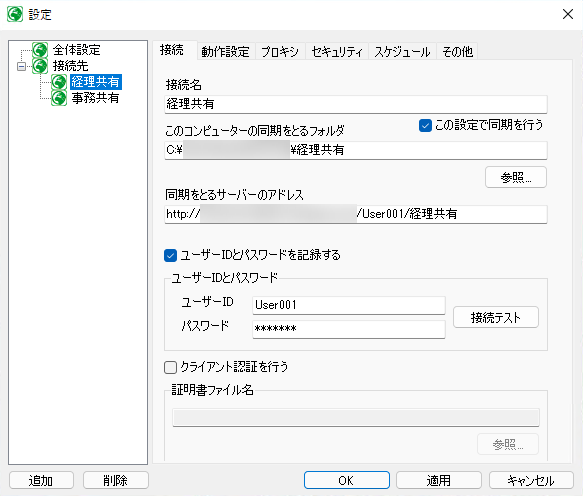 設定
全体設定
接続先
経理共有
事務共有
接続 動作設定 プロキシ セキュリティ スケジュール その他
接続名
経理共有
このコンピューターの同期をとるフォルダ
この設定で同期を行う
C:¥ ¥経理共有
参照...
同期をとるサーバーのアドレス
http:// /User001/経理共有
ユーザーIDとパスワードを記録する
ユーザーIDとパスワード
ユーザーID User001
パスワード *******
接続テスト
クライアント認証を行う
証明書ファイル名
参照...
追加 削除 OK 適用 キャンセル